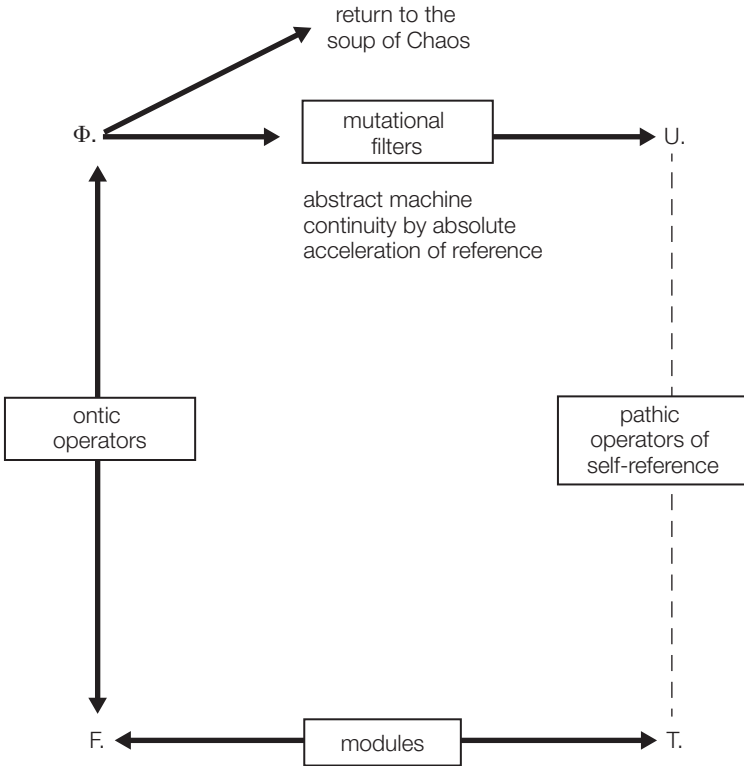 return to the
soup of Chaos
Φ.
mutational
filters
U.
abstract machine
continuity by absolute
acceleration of reference
ontic
operators
pathic
operators of
self-reference
F.
modules
T.